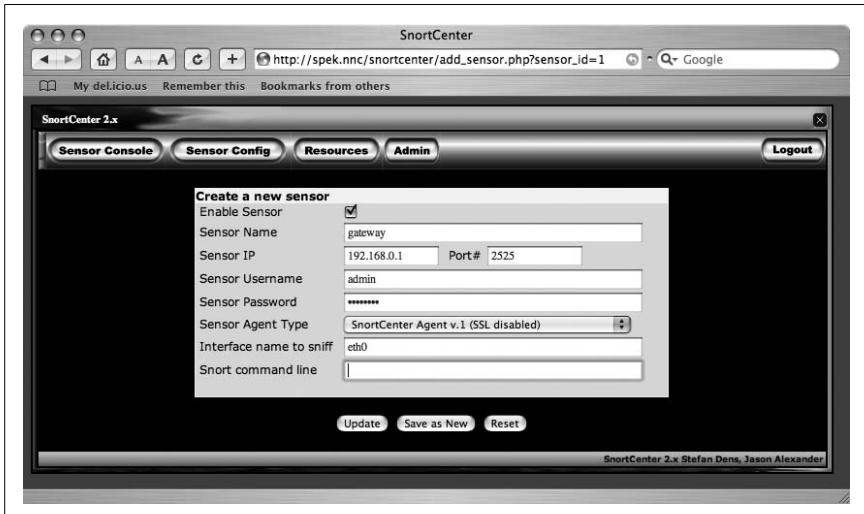 SnortCenter
A A + http://spek.nnc/snortcenter/add_sensor.php?sensor_id=1 Q Google
My del.icio.us Remember this Bookmarks from others
SnortCenter 2.x
Sensor Console Sensor Config Resources Admin Logout
Create a new sensor
Enable Sensor
Sensor Name gateway
Sensor IP 192.168.0.1 Port# 2525
Sensor Username admin
Sensor Password ••••••••
Sensor Agent Type SnortCenter Agent v.1 (SSL disabled)
Interface name to sniff eth0
Snort command line
Update Save as New Reset
SnortCenter 2.x Stefan Dens, Jason Alexander